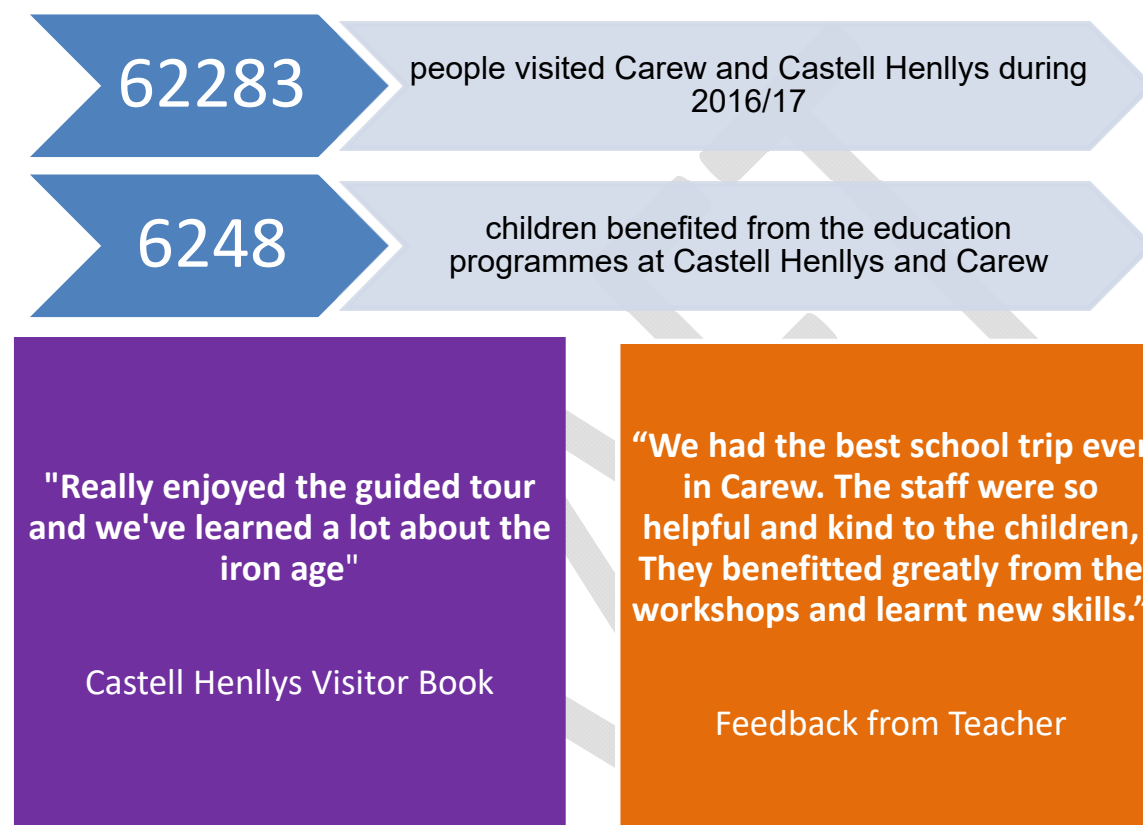 62283
people visited Carew and Castell Henllys during
2016/17
6248
children benefited from the education
programmes at Castell Henllys and Carew
"Really enjoyed the guided tour
and we've learned a lot about the
iron age"
Castell Henllys Visitor Book
“We had the best school trip ever
in Carew. The staff were so
helpful and kind to the children,
They benefitted greatly from the
workshops and learnt new skills.”
Feedback from Teacher